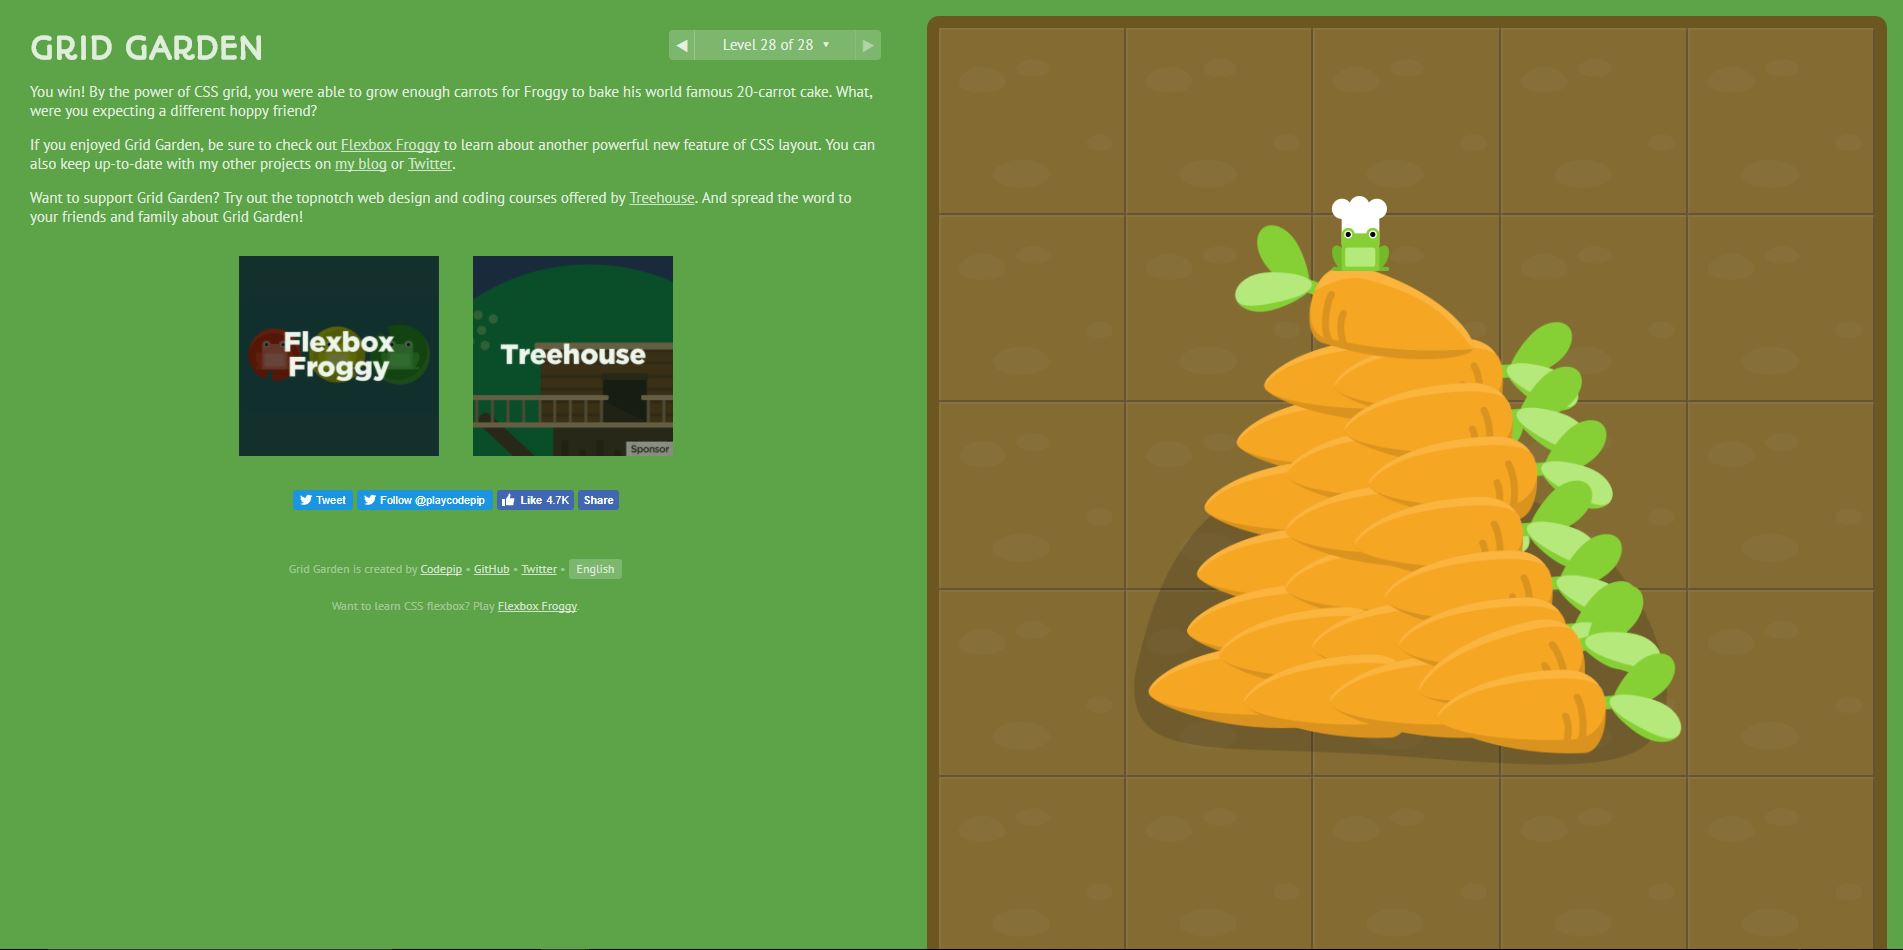 GRID GARDEN
◀ Level 28 of 28 ▼ ▶
You win! By the power of CSS grid, you were able to grow enough carrots for Froggy to bake his world famous 20-carrot cake. What,
were you expecting a different hoppy friend?
If you enjoyed Grid Garden, be sure to check out Flexbox Froggy to learn about another powerful new feature of CSS layout. You can
also keep up-to-date with my other projects on my blog or Twitter.
Want to support Grid Garden? Try out the topnotch web design and coding courses offered by Treehouse. And spread the word to
your friends and family about Grid Garden!
Flexbox
Froggy
Treehouse
Sponsor
Tweet Follow @playcodepip Like 4.7K Share
Grid Garden is created by Codepip • GitHub • Twitter • English
Want to learn CSS flexbox? Play Flexbox Froggy.